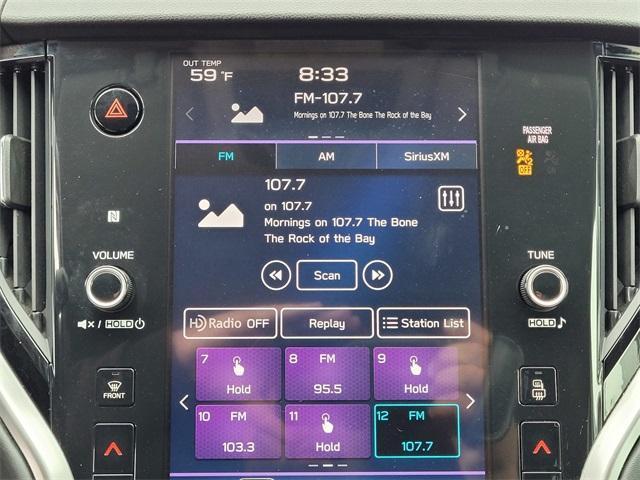 OUT TEMP
59 °F
8:33
FM-107.7
Mornings on 107.7 The Bone The Rock of the Bay
PASSENGER
AIR BAG
OFF
ON
FM AM SiriusXM
107.7
on 107.7
Mornings on 107.7 The Bone
The Rock of the Bay
N
VOLUME
TUNE
Scan
/ HOLD
HOLD
HD Radio OFF Replay Station List
7 8 FM 9
Hold 95.5 Hold
10 FM 11 12 FM
103.3 Hold 107.7
FRONT